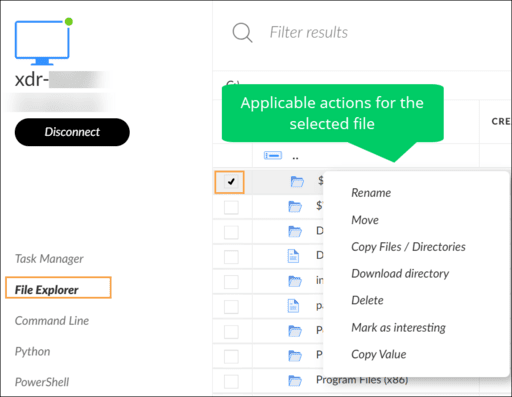 Filter results
xdr-
Applicable actions for the
selected file
Disconnect
CRE
..
$
Rename
$
Move
D
Copy Files / Directories
Task Manager
D
Download directory
File Explorer
in
Delete
Command Line
pa
Mark as interesting
Python
P
Copy Value
PowerShell
Program Files (x86)